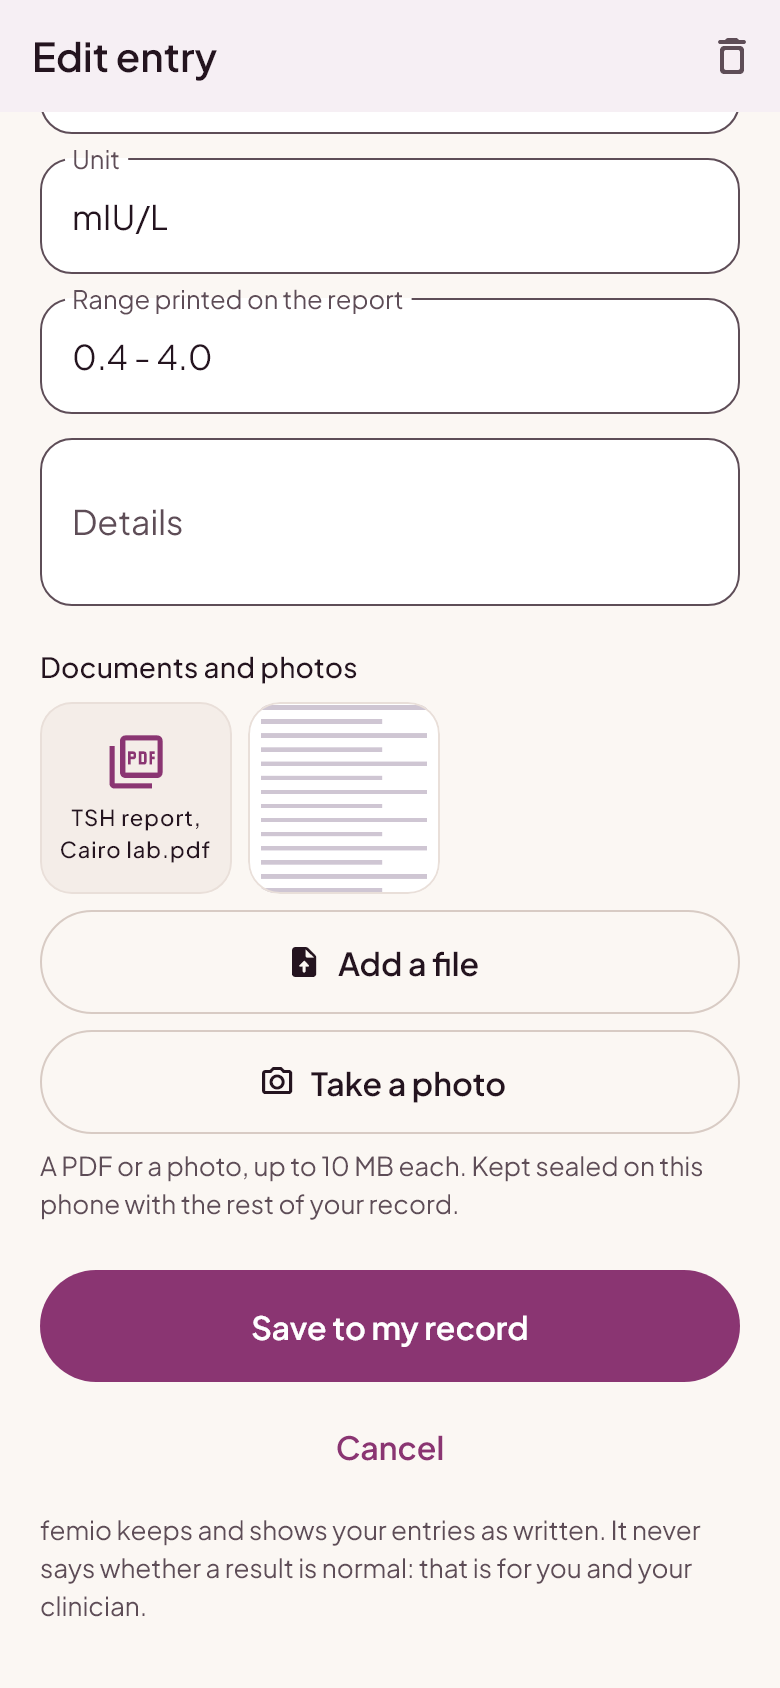 Edit entry
Unit
mIU/L
Range printed on the report
0.4 - 4.0
Details
Documents and photos
PDF
TSH report,
Cairo lab.pdf
Add a file
Take a photo
A PDF or a photo, up to 10 MB each. Kept sealed on this
phone with the rest of your record.
Save to my record
Cancel
femio keeps and shows your entries as written. It never
says whether a result is normal: that is for you and your
clinician.